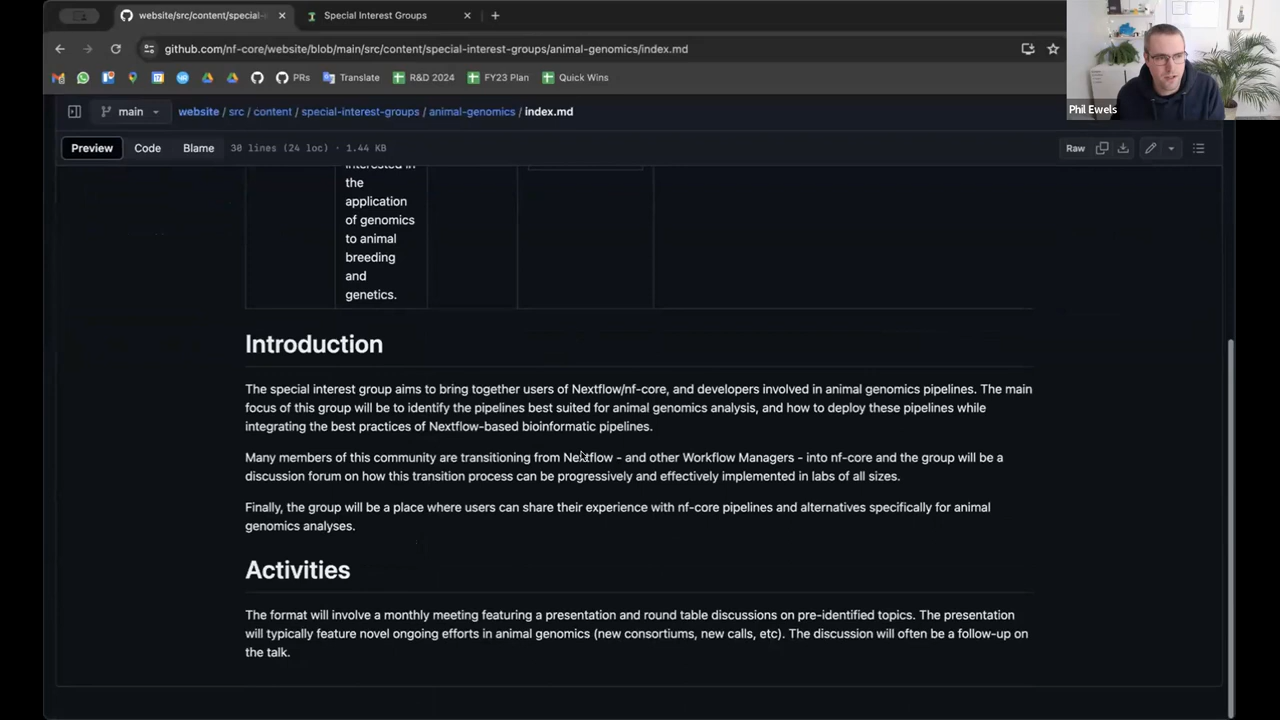 website/src/content/special-i
Special Interest Groups
github.com/nf-core/website/blob/main/src/content/special-interest-groups/animal-genomics/index.md
PRs
Translate
R&D 2024
FY23 Plan
Quick Wins
Phil Ewels
main
website / src / content / special-interest-groups / animal-genomics / index.md
Preview
Code
Blame
30 lines (24 loc) · 1.44 KB
Raw
interested in
the
application
of genomics
to animal
breeding
and
genetics.
Introduction
The special interest group aims to bring together users of Nextflow/nf-core, and developers involved in animal genomics pipelines. The main
focus of this group will be to identify the pipelines best suited for animal genomics analysis, and how to deploy these pipelines while
integrating the best practices of Nextflow-based bioinformatic pipelines.
Many members of this community are transitioning from Nextflow - and other Workflow Managers - into nf-core and the group will be a
discussion forum on how this transition process can be progressively and effectively implemented in labs of all sizes.
Finally, the group will be a place where users can share their experience with nf-core pipelines and alternatives specifically for animal
genomics analyses.
Activities
The format will involve a monthly meeting featuring a presentation and round table discussions on pre-identified topics. The presentation
will typically feature novel ongoing efforts in animal genomics (new consortiums, new calls, etc). The discussion will often be a follow-up on
the talk.